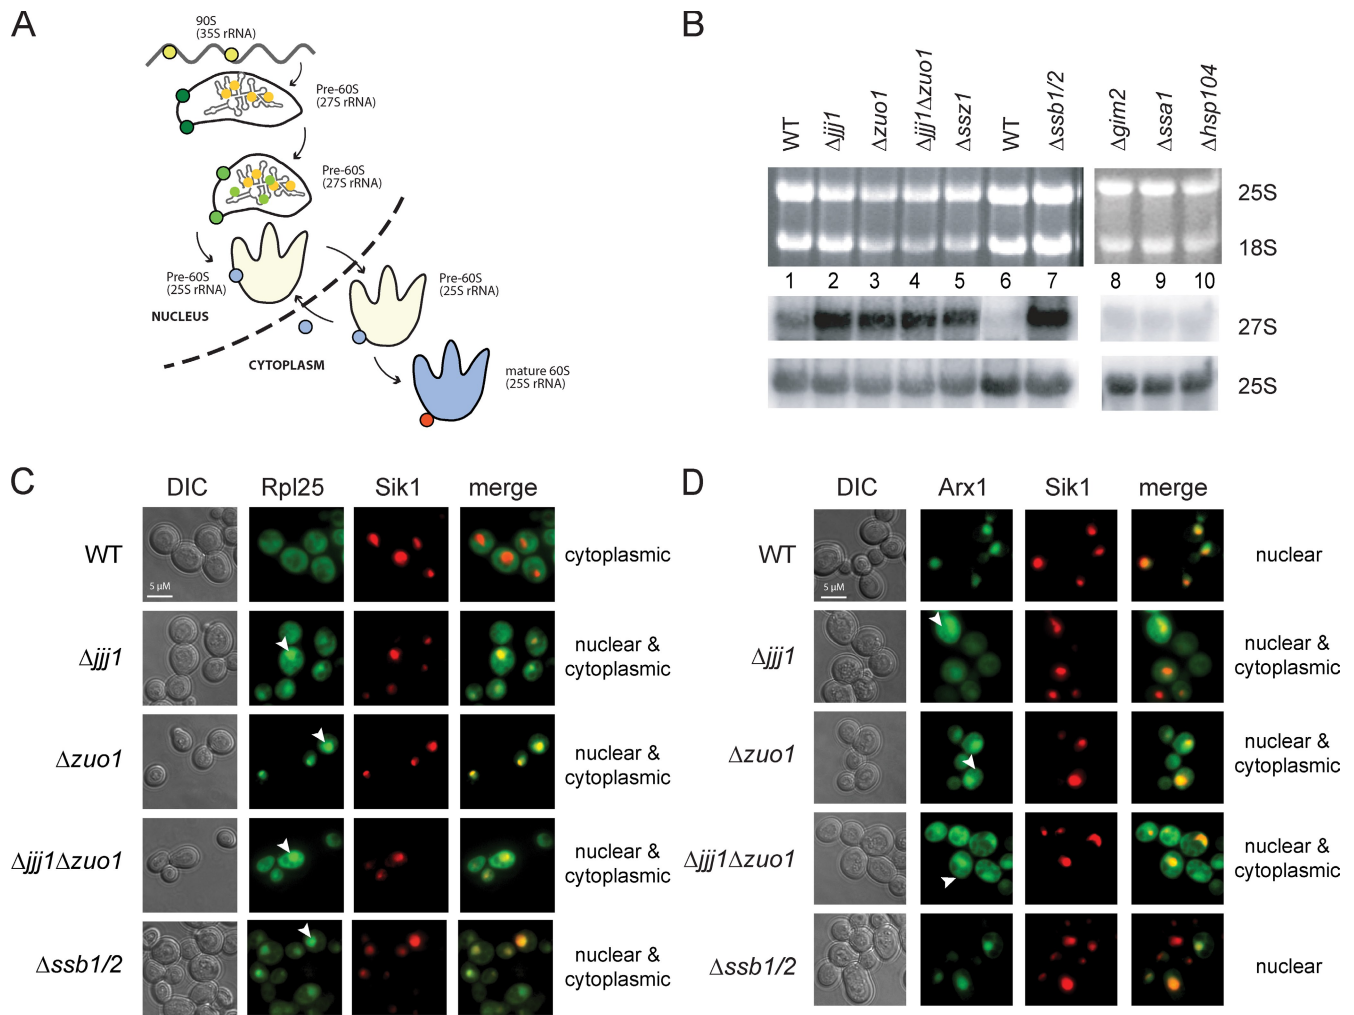 A
90S
(35S rRNA)
Pre-60S
(27S rRNA)
Pre-60S
(27S rRNA)
Pre-60S
(25S rRNA)
Pre-60S
(25S rRNA)
NUCLEUS
CYTOPLASM
mature 60S
(25S rRNA)
B
WT
Δjjj1
Δzuo1
Δjjj1Δzuo1
Δssz1
WT
Δssb1/2
Δgim2
Δssa1
Δhsp104
25S
18S
1 2 3 4 5 6 7 8 9 10
27S
25S
C
DIC Rpl25 Sik1 merge
WT
5 μM
cytoplasmic
Δjjj1
nuclear &
cytoplasmic
Δzuo1
nuclear &
cytoplasmic
Δjjj1Δzuo1
nuclear &
cytoplasmic
Δssb1/2
nuclear &
cytoplasmic
D
DIC Arx1 Sik1 merge
WT
5 μM
nuclear
Δjjj1
nuclear &
cytoplasmic
Δzuo1
nuclear &
cytoplasmic
Δjjj1Δzuo1
nuclear &
cytoplasmic
Δssb1/2
nuclear